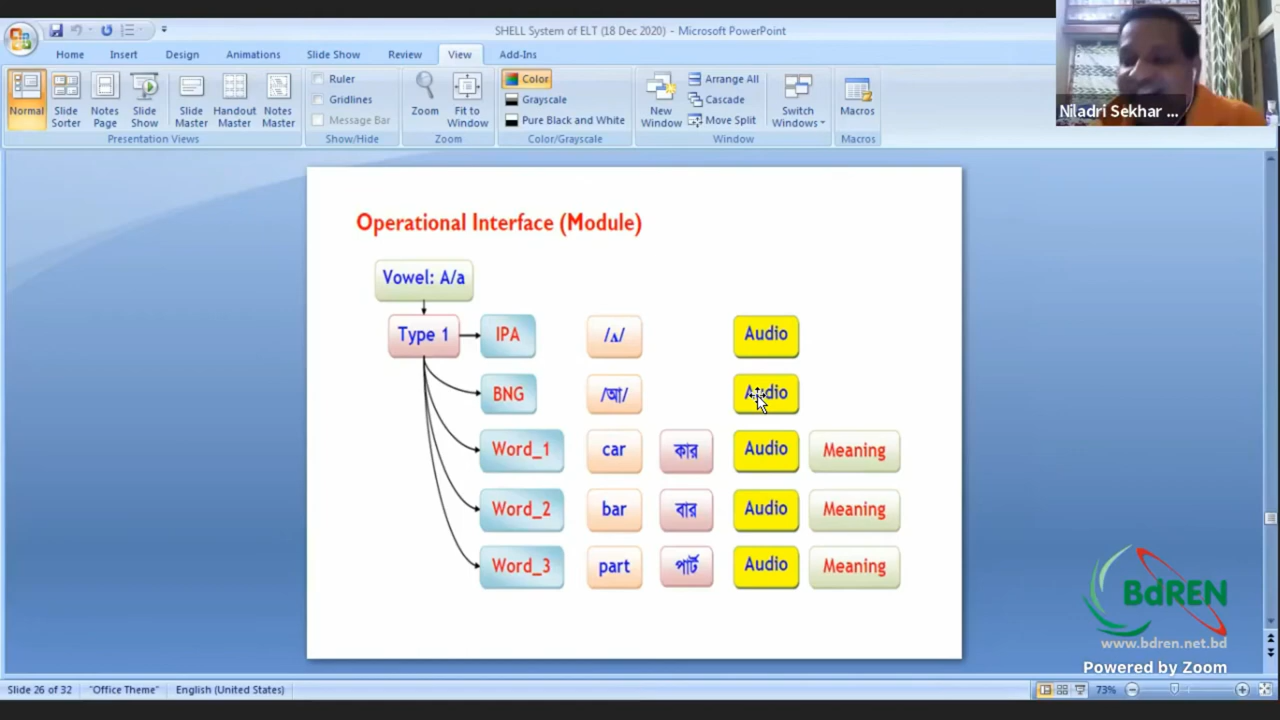 SHELL System of ELT (18 Dec 2020) - Microsoft PowerPoint
Home Insert Design Animations Slide Show Review View Add-Ins
Normal Slide Sorter Notes Page Slide Show Slide Master Handout Master Notes Master
Ruler
Gridlines
Message Bar
Zoom Fit to Window
Color
Grayscale
Pure Black and White
New Window
Arrange All
Cascade
Move Split
Switch Windows
Macros
Presentation Views Show/Hide Zoom Color/Grayscale Window Macros
Niladri Sekhar ...
Operational Interface (Module)
Vowel: A/a
Type 1 IPA /ʌ/ Audio
BNG /আ/ Audio
Word_1 car কার Audio Meaning
Word_2 bar বার Audio Meaning
Word_3 part পার্ট Audio Meaning
BdREN
www.bdren.net.bd
Powered by Zoom
Slide 26 of 32 "Office Theme" English (United States) 73%